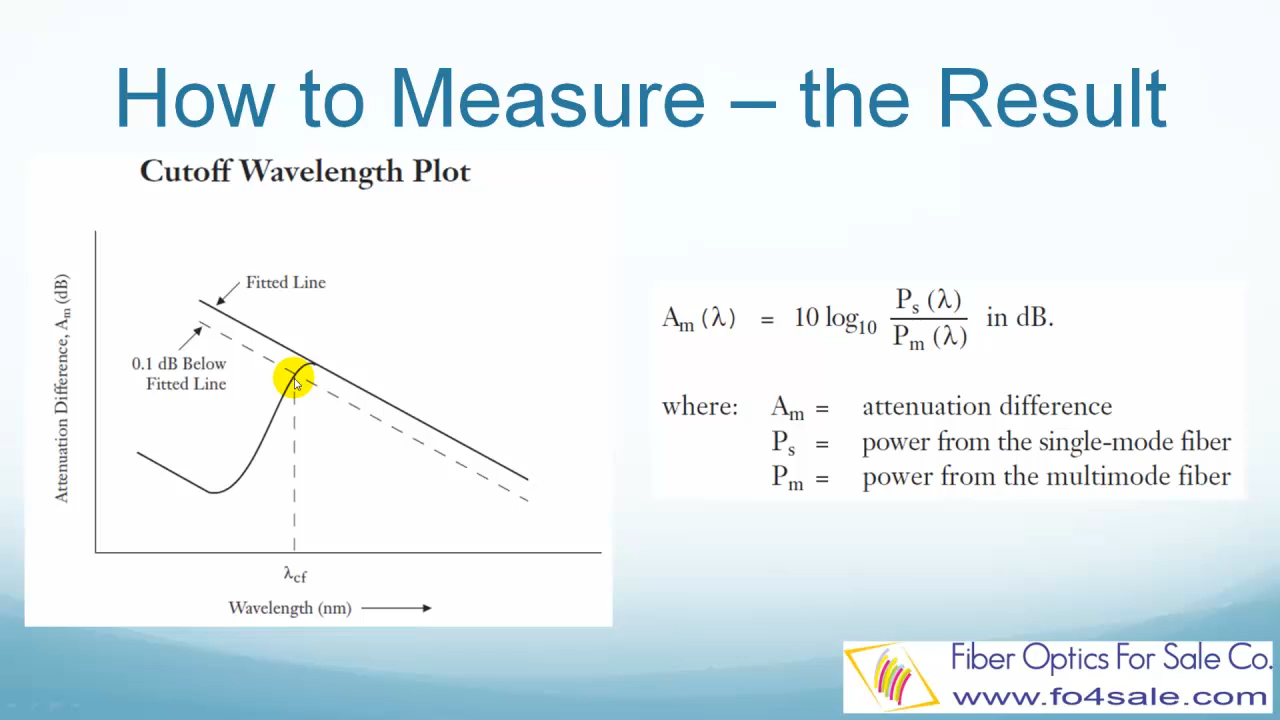 How to Measure – the Result
Cutoff Wavelength Plot
Fitted Line
0.1 dB Below
Fitted Line
Attenuation Difference, Am (dB)
λcf
Wavelength (nm)
Am (λ) = 10 log10 Ps (λ) / Pm (λ) in dB.
where: Am = attenuation difference
Ps = power from the single-mode fiber
Pm = power from the multimode fiber
Fiber Optics For Sale Co.
www.fo4sale.com